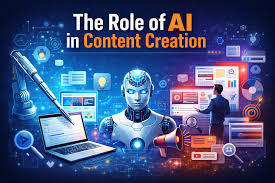 The Role of AI
in Content Creation